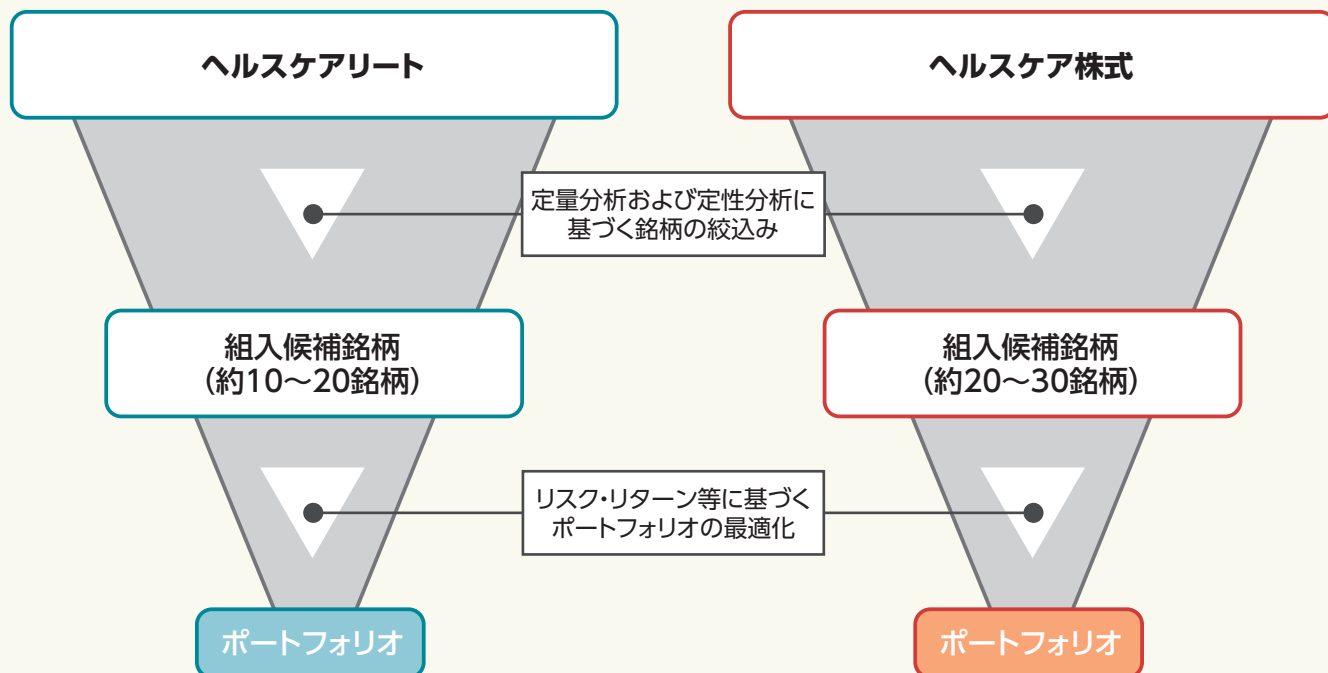 ヘルスケアリート
ヘルスケア株式
定量分析および定性分析に
基づく銘柄の絞込み
組入候補銘柄
（約10〜20銘柄）
組入候補銘柄
（約20〜30銘柄）
リスク・リターン等に基づく
ポートフォリオの最適化
ポートフォリオ
ポートフォリオ